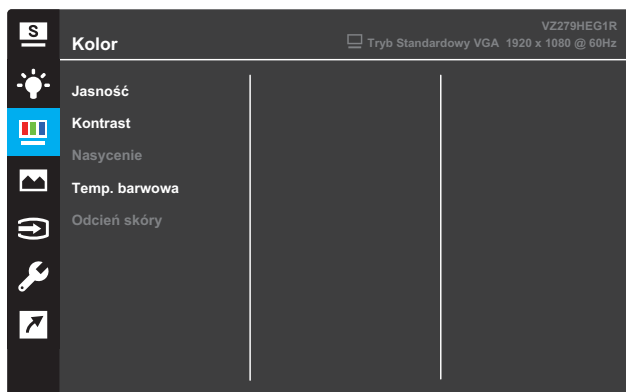 S
VZ279HEG1R
Kolor
Tryb Standardowy VGA 1920 x 1080 @ 60Hz
Jasność
Kontrast
Nasycenie
Temp. barwowa
Odcień skóry